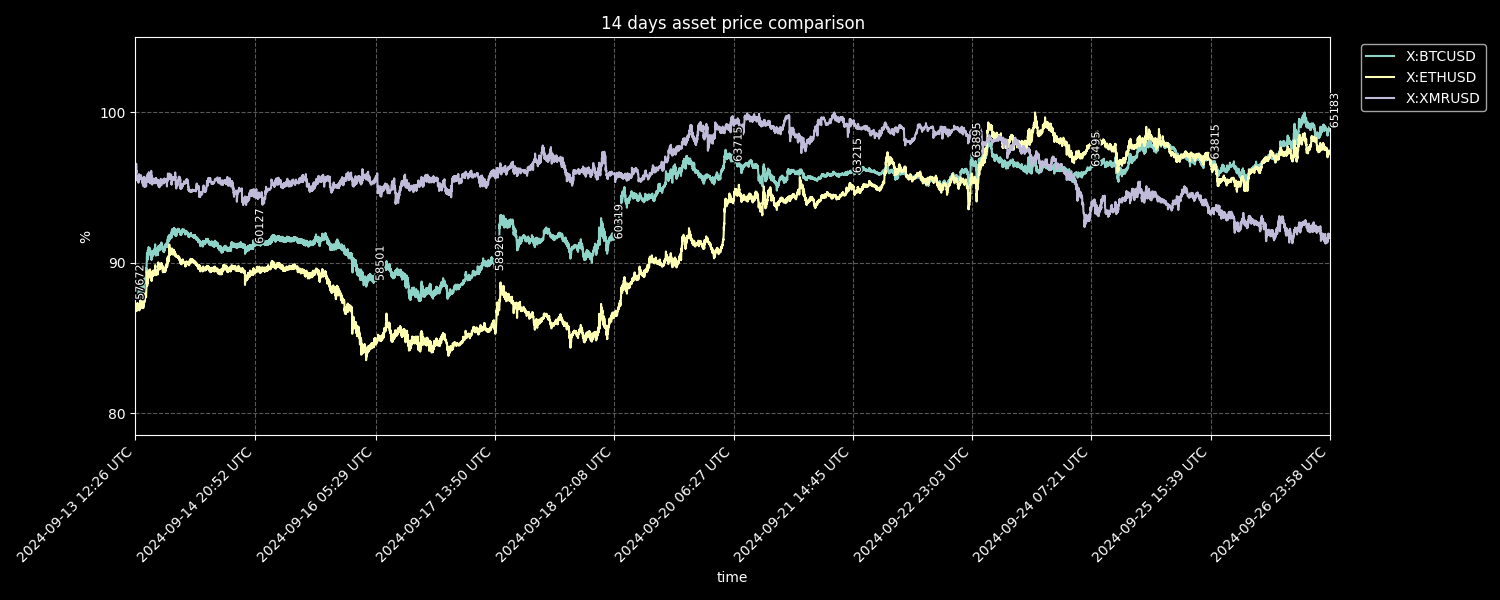 14 days asset price comparison
X:BTCUSD
X:ETHUSD
X:XMRUSD
100
90
80
%
57672
60127
58501
58926
60319
63715
63215
63895
63495
63815
65183
2024-09-13 12:26 UTC
2024-09-14 20:52 UTC
2024-09-16 05:29 UTC
2024-09-17 13:50 UTC
2024-09-18 22:08 UTC
2024-09-20 06:27 UTC
2024-09-21 14:45 UTC
2024-09-22 23:03 UTC
2024-09-24 07:21 UTC
2024-09-25 15:39 UTC
2024-09-26 23:58 UTC
time